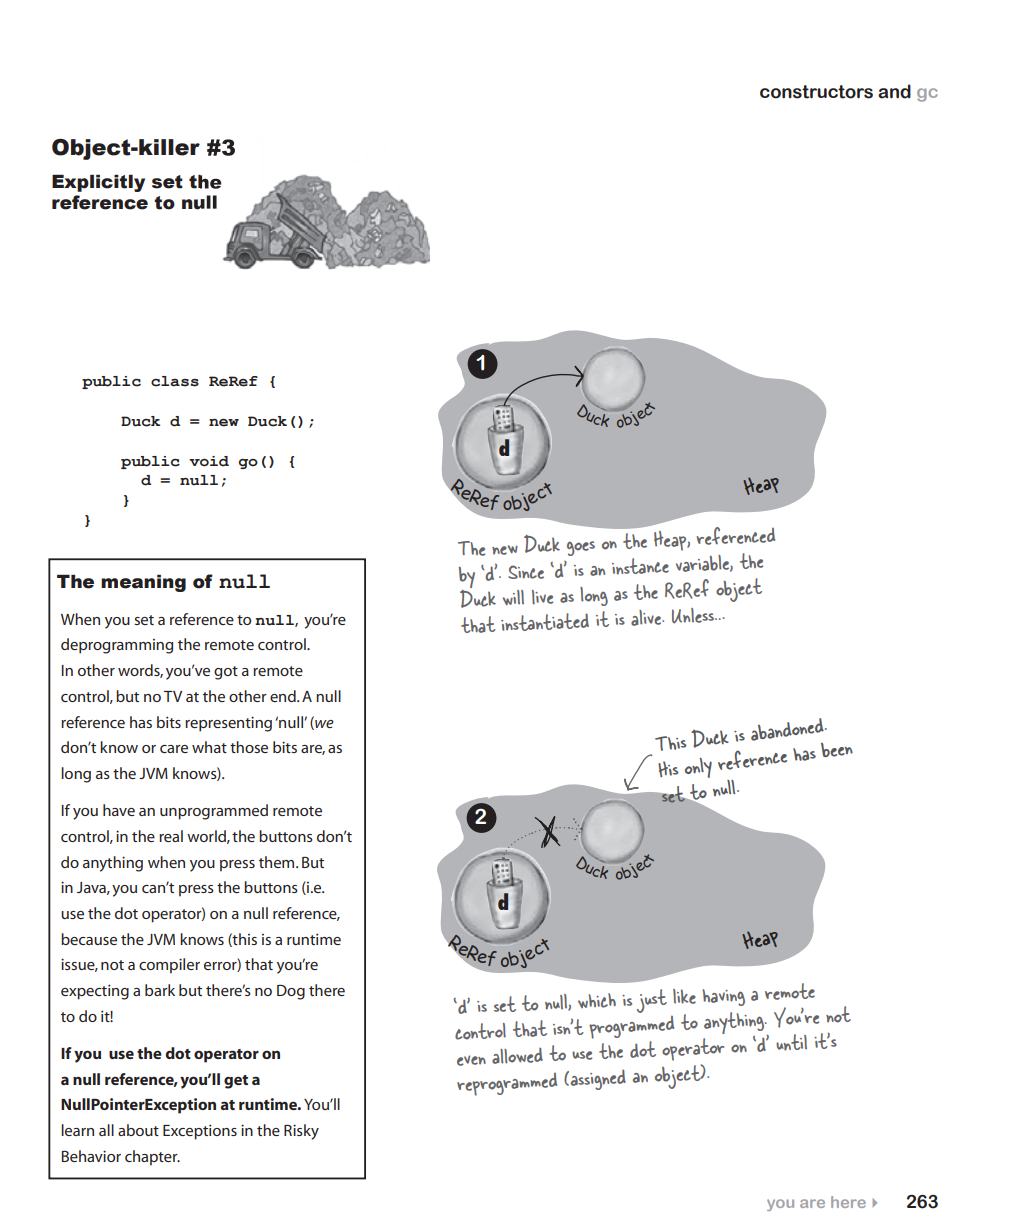 constructors and gc
Object-killer #3
Explicitly set the
reference to null
public class ReRef {
Duck d = new Duck();
public void go() {
d = null;
}
}
The meaning of null
When you set a reference to null, you're
deprogramming the remote control.
In other words, you've got a remote
control, but no TV at the other end. A null
reference has bits representing 'null' (we
don't know or care what those bits are, as
long as the JVM knows).
If you have an unprogrammed remote
control, in the real world, the buttons don't
do anything when you press them. But
in Java, you can't press the buttons (i.e.
use the dot operator) on a null reference,
because the JVM knows (this is a runtime
issue, not a compiler error) that you're
expecting a bark but there's no Dog there
to do it!
If you use the dot operator on
a null reference, you'll get a
NullPointerException at runtime. You'll
learn all about Exceptions in the Risky
Behavior chapter.
1
Duck object
d
ReRef object
Heap
The new Duck goes on the Heap, referenced
by 'd'. Since 'd' is an instance variable, the
Duck will live as long as the ReRef object
that instantiated it is alive. Unless...
This Duck is abandoned.
His only reference has been
set to null.
2
Duck object
d
ReRef object
Heap
'd' is set to null, which is just like having a remote
control that isn't programmed to anything. You're not
even allowed to use the dot operator on 'd' until it's
reprogrammed (assigned an object).
you are here
263